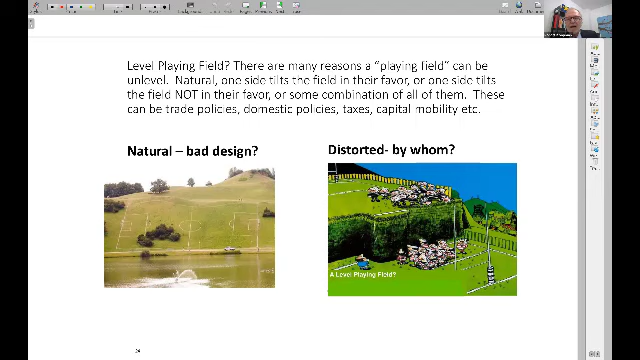 Level Playing Field? There are many reasons a "playing field" can be
unlevel. Natural, one side tilts the field in their favor, or one side tilts
the field NOT in their favor, or some combination of all of them. These
can be trade policies, domestic policies, taxes, capital mobility etc.
Natural – bad design?
Distorted- by whom?
A Level Playing Field?